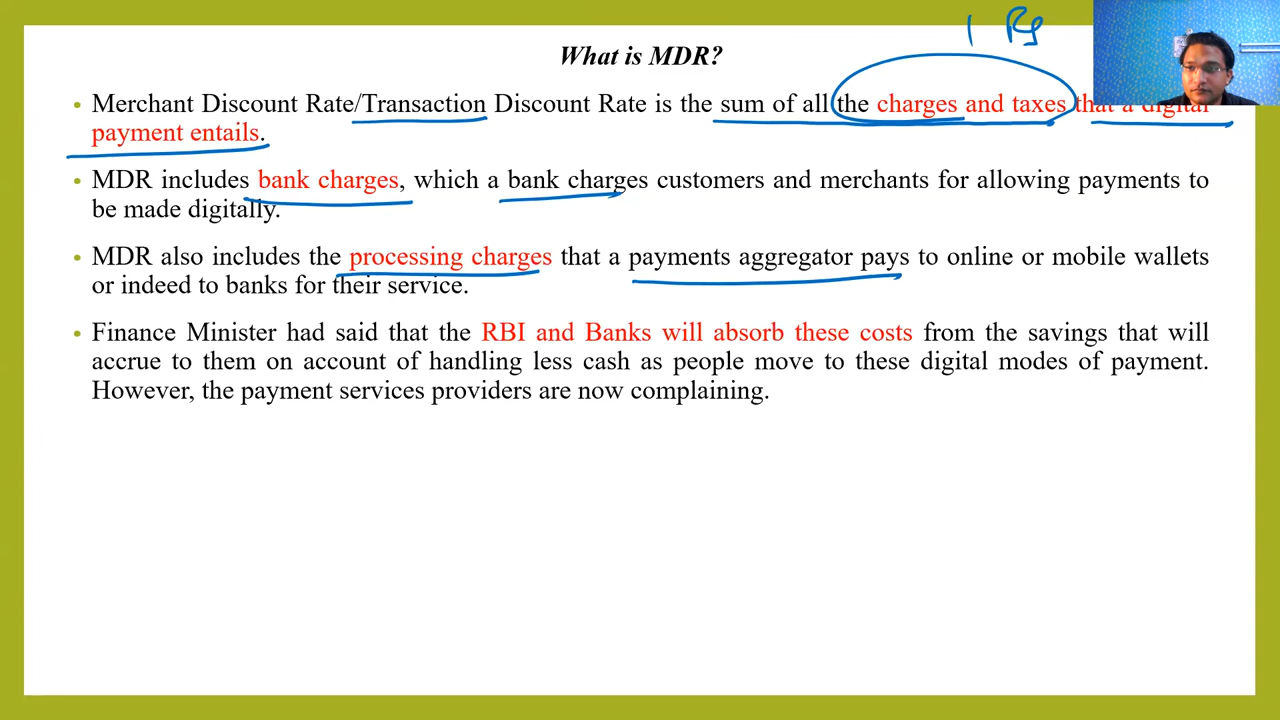 1 Rs
What is MDR?
• Merchant Discount Rate/Transaction Discount Rate is the sum of all the charges and taxes that a digital
payment entails.
• MDR includes bank charges, which a bank charges customers and merchants for allowing payments to
be made digitally.
• MDR also includes the processing charges that a payments aggregator pays to online or mobile wallets
or indeed to banks for their service.
• Finance Minister had said that the RBI and Banks will absorb these costs from the savings that will
accrue to them on account of handling less cash as people move to these digital modes of payment.
However, the payment services providers are now complaining.